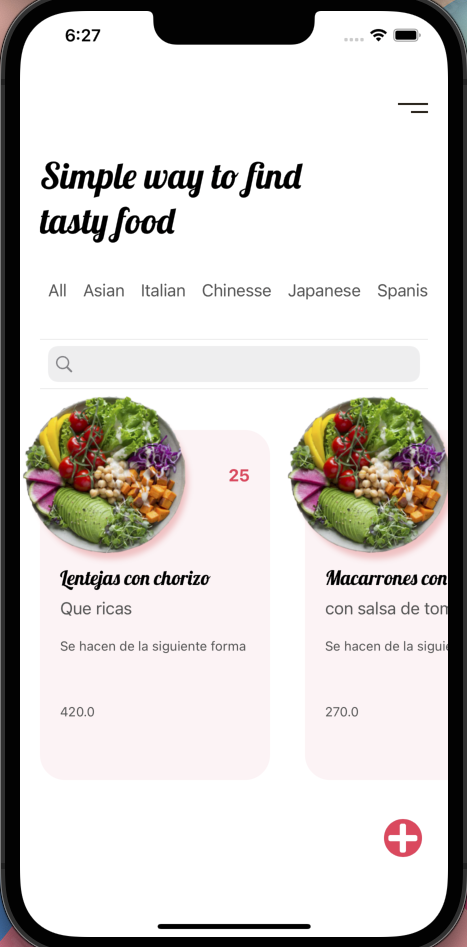 6:27
Simple way to find
tasty food
All Asian Italian Chinesse Japanese Spanis
25
Lentejas con chorizo
Que ricas
Se hacen de la siguiente forma
420.0
Macarrones con
con salsa de tom
Se hacen de la siguie
270.0